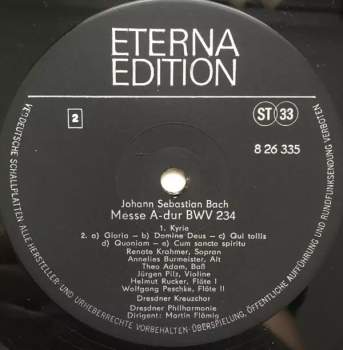 ETERNA
EDITION
2
ST 33
8 26 335
Johann Sebastian Bach
Messe A-dur BWV 234
1. Kyrie
2. a) Gloria - b) Domine Deus - c) Qui tollis
d) Quoniam - e) Cum sancto spiritu
Renate Krahmer, Sopran
Annelies Burmeister, Alt
Theo Adam, Baß
Jürgen Pilz, Violine
Helmut Rucker, Flöte I
Wolfgang Peschke, Flöte II
Dresdner Kreuzchor
Dresdner Philharmonie
Dirigent: Martin Flämig
VEB DEUTSCHE SCHALLPLATTEN ALLE HERSTELLER- UND URHEBERRECHTE VORBEHALTEN · ÜBERSPIELUNG, ÖFFENTLICHE AUFFÜHRUNG UND RUNDFUNKSENDUNG VERBOTEN